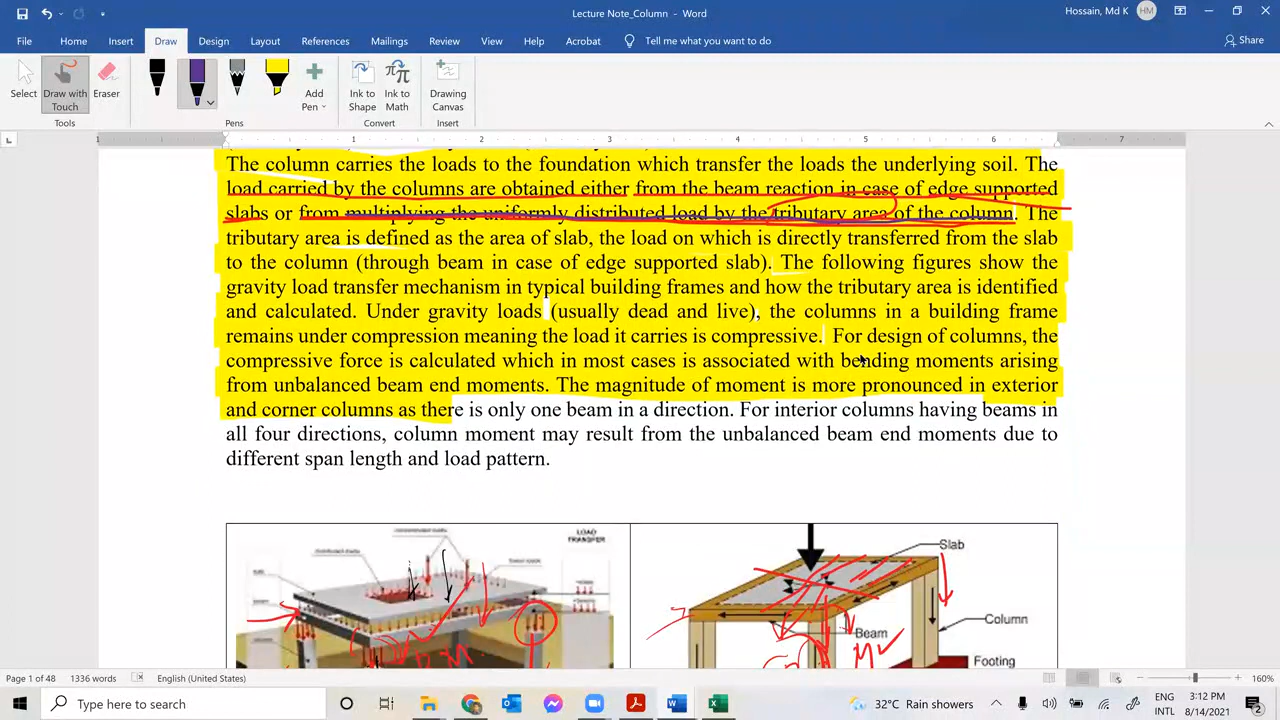 Lecture Note_Column - Word
Hossain, Md K
HM
File Home Insert Draw Design Layout References Mailings Review View Help Acrobat Tell me what you want to do
Share
Select
Draw with Touch
Eraser
Add Pen
Ink to Shape
Ink to Math
Drawing Canvas
Tools
Pens
Convert
Insert
1 1 2 3 4 5 6 7
The column carries the loads to the foundation which transfer the loads the underlying soil. The
load carried by the columns are obtained either from the beam reaction in case of edge supported
slabs or from multiplying the uniformly distributed load by the tributary area of the column. The
tributary area is defined as the area of slab, the load on which is directly transferred from the slab
to the column (through beam in case of edge supported slab). The following figures show the
gravity load transfer mechanism in typical building frames and how the tributary area is identified
and calculated. Under gravity loads (usually dead and live), the columns in a building frame
remains under compression meaning the load it carries is compressive. For design of columns, the
compressive force is calculated which in most cases is associated with bending moments arising
from unbalanced beam end moments. The magnitude of moment is more pronounced in exterior
and corner columns as there is only one beam in a direction. For interior columns having beams in
all four directions, column moment may result from the unbalanced beam end moments due to
different span length and load pattern.
LOAD
TRANSFER
Slab
Column
Beam
Footing
M
Page 1 of 48 1336 words English (United States)
160%
Type here to search
32°C Rain showers
ENG
INTL
3:12 PM
8/14/2021
2